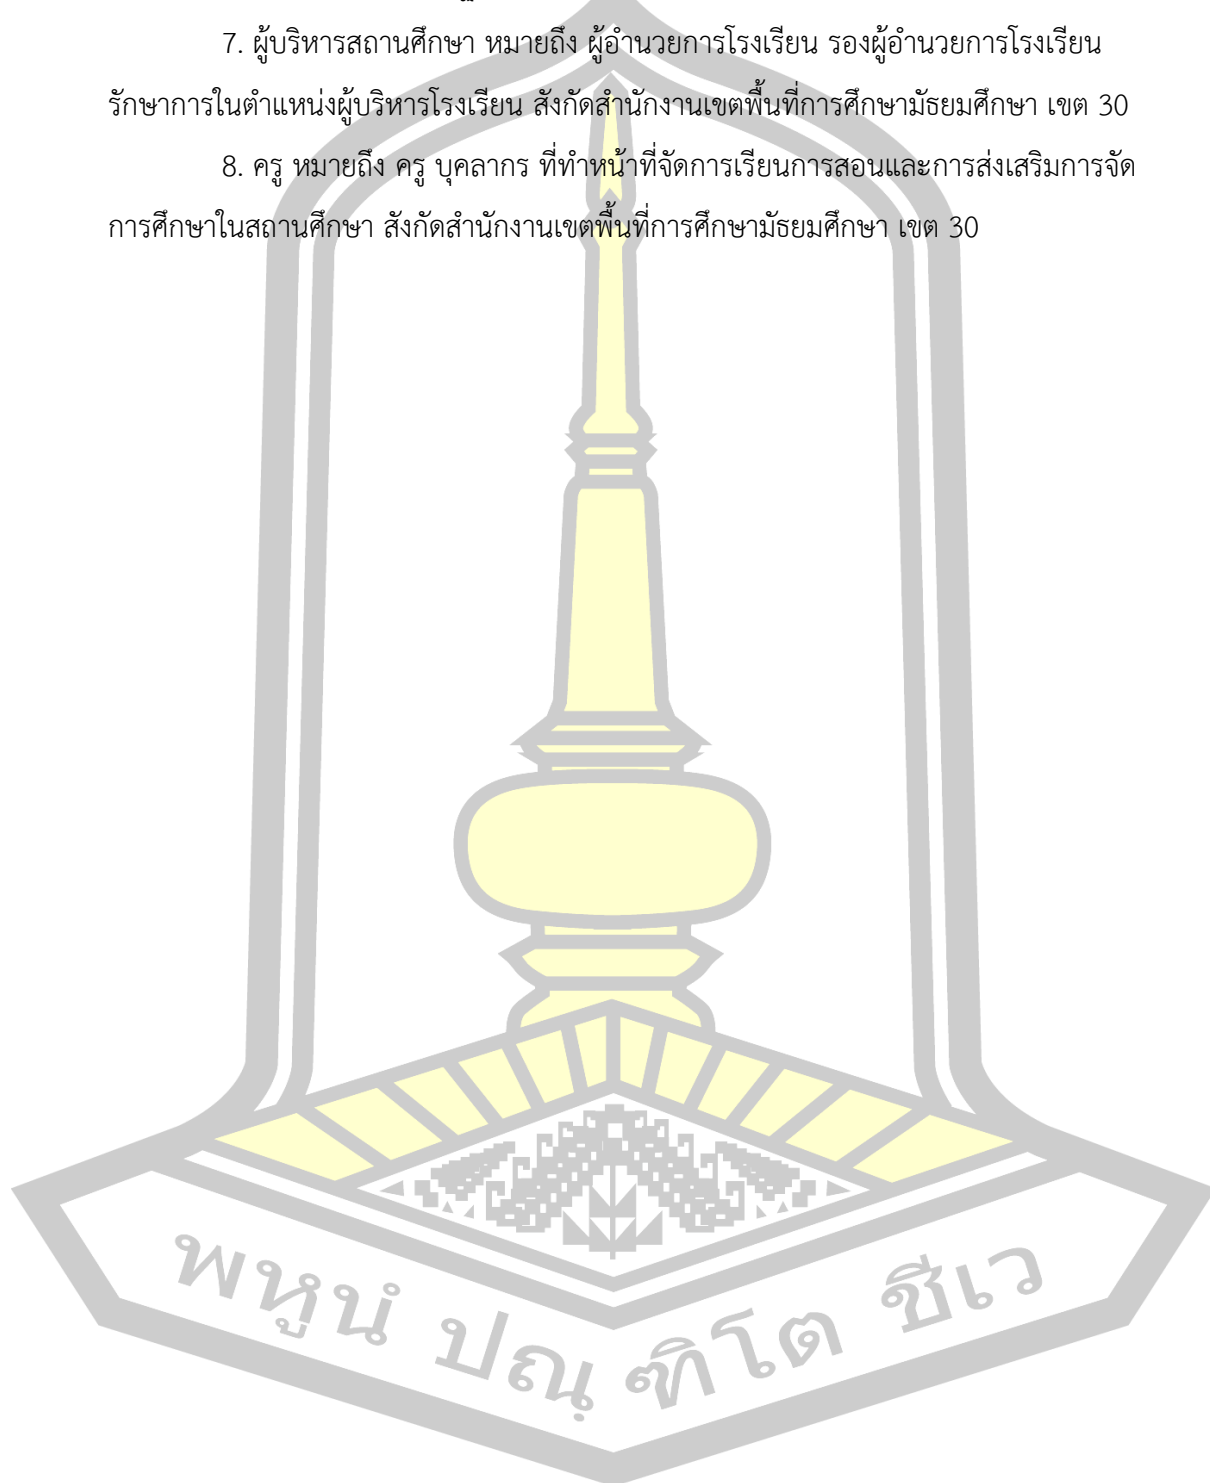 7. ผู้บริหารสถานศึกษา หมายถึง ผู้อำนวยการโรงเรียน รองผู้อำนวยการโรงเรียน
รักษาการในตำแหน่งผู้บริหารโรงเรียน สังกัดสำนักงานเขตพื้นที่การศึกษามัธยมศึกษา เขต 30
8. ครู หมายถึง ครู บุคลากร ที่ทำหน้าที่จัดการเรียนการสอนและการส่งเสริมการจัด
การศึกษาในสถานศึกษา สังกัดสำนักงานเขตพื้นที่การศึกษามัธยมศึกษา เขต 30
พหูนํ ปณฺฑิโต ชีเว